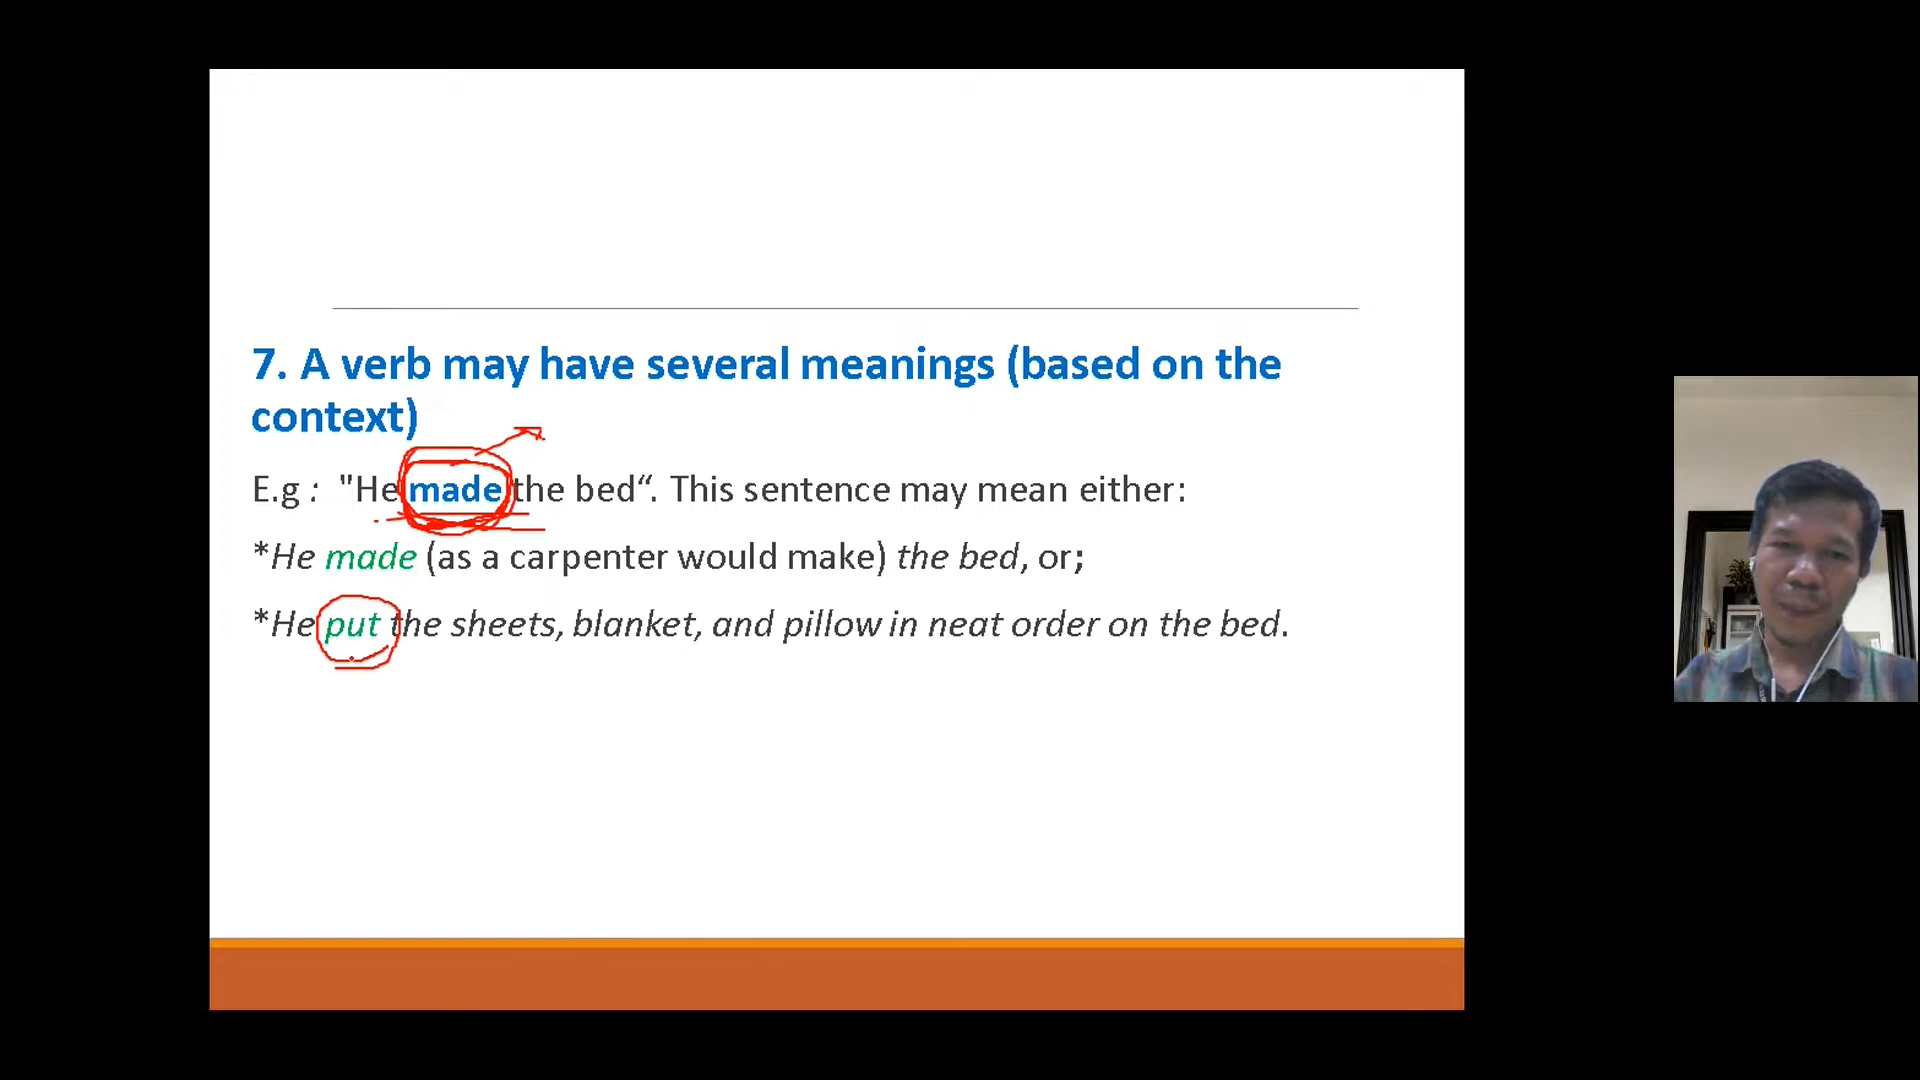 7. A verb may have several meanings (based on the
context)
E.g : "He made the bed“. This sentence may mean either:
*He made (as a carpenter would make) the bed, or;
*He put the sheets, blanket, and pillow in neat order on the bed.